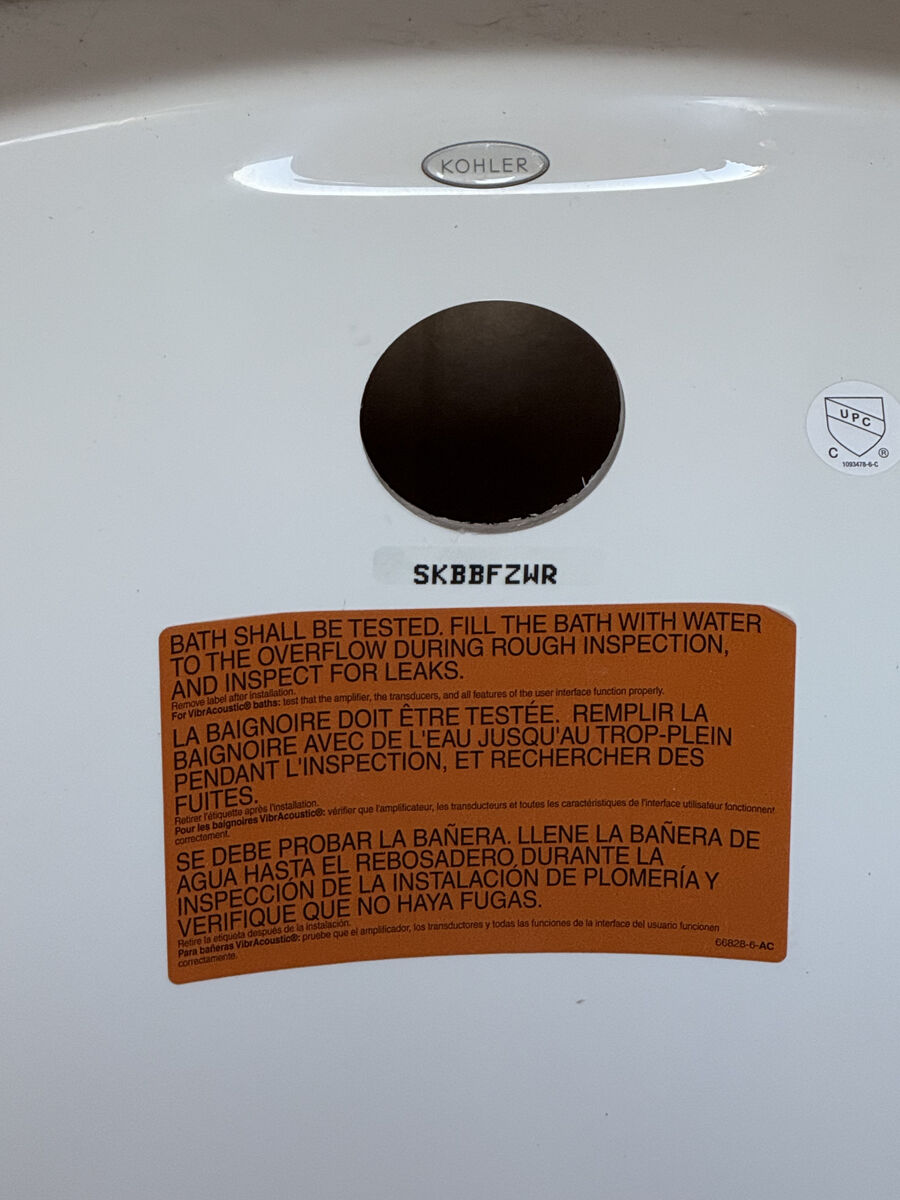 KOHLER
UPC
C ®
1093478-6-C
SKBBFZWR
BATH SHALL BE TESTED. FILL THE BATH WITH WATER
TO THE OVERFLOW DURING ROUGH INSPECTION,
AND INSPECT FOR LEAKS.
Remove label after installation.
For VibrAcoustic® baths: test that the amplifier, the transducers, and all features of the user interface function properly.
LA BAIGNOIRE DOIT ÊTRE TESTÉE. REMPLIR LA
BAIGNOIRE AVEC DE L'EAU JUSQU'AU TROP-PLEIN
PENDANT L'INSPECTION, ET RECHERCHER DES
FUITES.
Retirer l'étiquette après l'installation.
Pour les baignoires VibrAcoustic®: vérifier que l'amplificateur, les transducteurs et toutes les caractéristiques de l'interface utilisateur fonctionnent
correctement.
SE DEBE PROBAR LA BAÑERA. LLENE LA BAÑERA DE
AGUA HASTA EL REBOSADERO DURANTE LA
INSPECCIÓN DE LA INSTALACIÓN DE PLOMERÍA Y
VERIFIQUE QUE NO HAYA FUGAS.
Retire la etiqueta después de la instalación.
Para bañeras VibrAcoustic®: pruebe que el amplificador, los transductores y todas las funciones de la interface del usuario funcionen
correctamente.
66828-6-AC